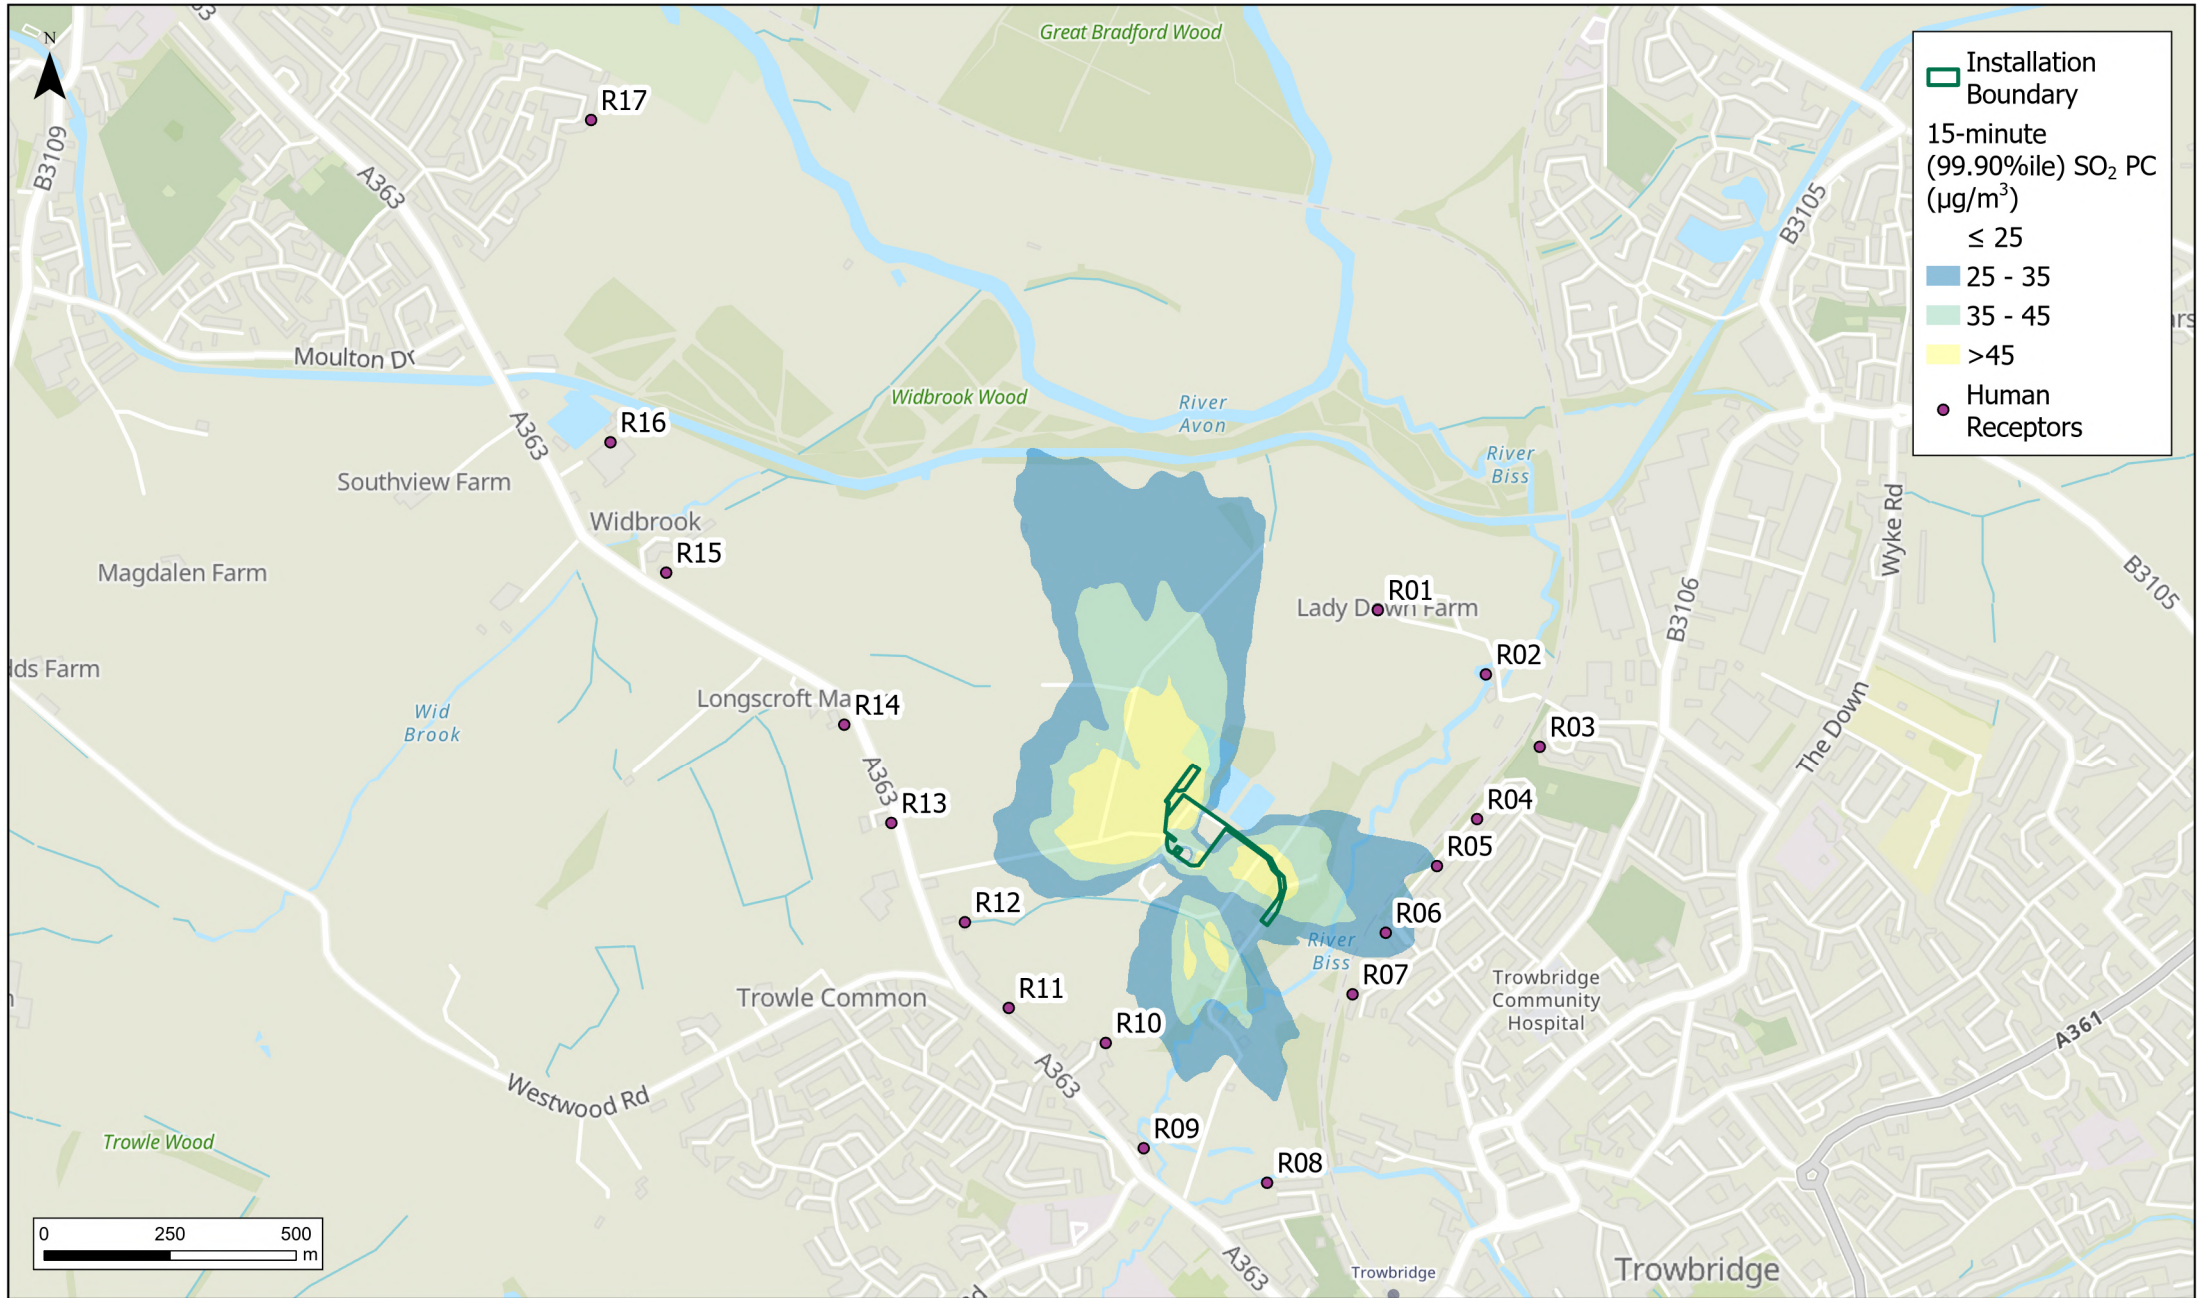 Great Bradford Wood
N
R17
B3109
A363
B3105
Installation
Boundary
15-minute
(99.90%ile) SO₂ PC
(µg/m³)
≤ 25
25 - 35
35 - 45
>45
Human
Receptors
Moulton Dr
Widbrook Wood
River
Avon
R16
A363
Southview Farm
River
Biss
Widbrook
R15
Magdalen Farm
Wyke Rd
B3105
B3106
R01
Lady Down Farm
R02
Wid
Brook
Longscroft Ma
R14
R03
The Down
A363
R13
R04
R05
R12
R06
River
Biss
R07
Trowbridge
Community
Hospital
Trowle Common
R11
R10
A363
A361
Westwood Rd
Trowle Wood
R09
R08
0 250 500
m
A363
Trowbridge
Trowbridge